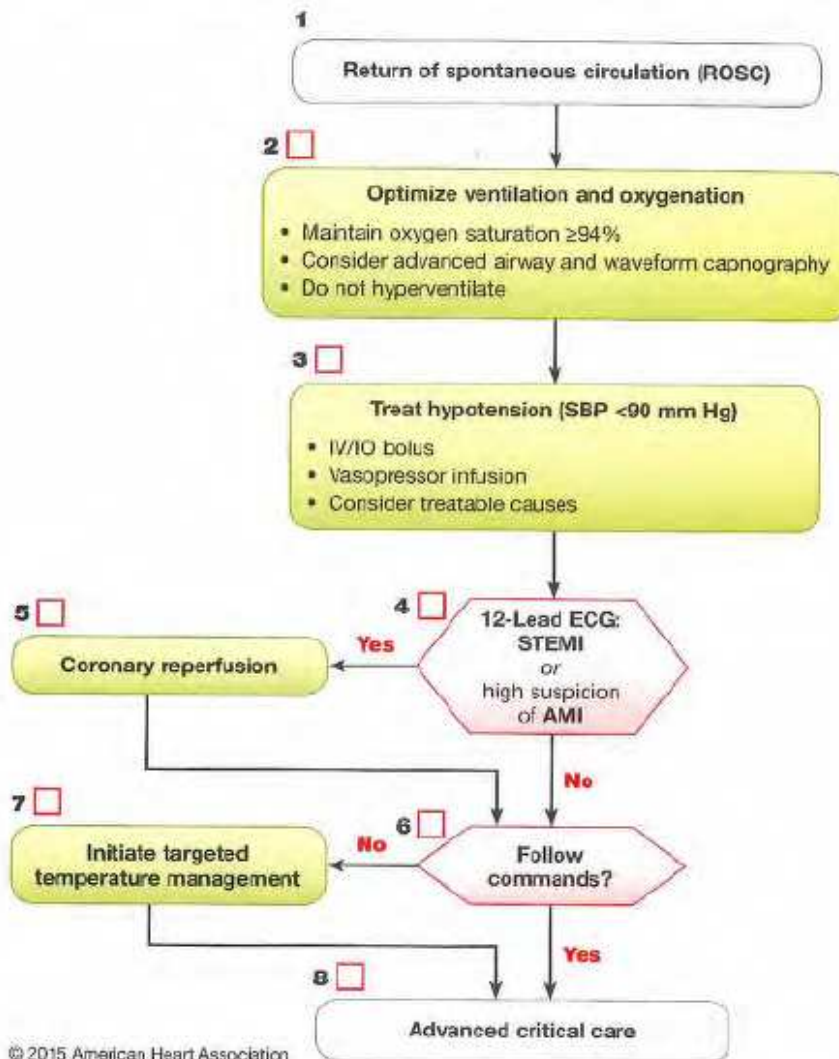 1
Return of spontaneous circulation (ROSC)
2
Optimize ventilation and oxygenation
• Maintain oxygen saturation ≥94%
• Consider advanced airway and waveform capnography
• Do not hyperventilate
3
Treat hypotension (SBP <90 mm Hg)
• IV/IO bolus
• Vasopressor infusion
• Consider treatable causes
4
12-Lead ECG:
STEMI
or
high suspicion
of AMI
Yes
5
Coronary reperfusion
No
6
Follow
commands?
No
7
Initiate targeted
temperature management
Yes
8
Advanced critical care
© 2015 American Heart Association